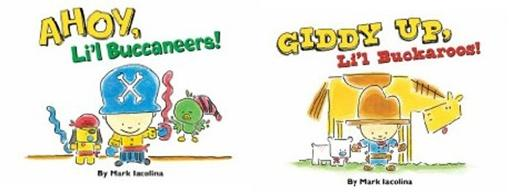 AHOY,
Li'l Buccaneers!
By Mark Iacolina
GIDDY UP,
Li'l Buckaroos!
By Mark Iacolina